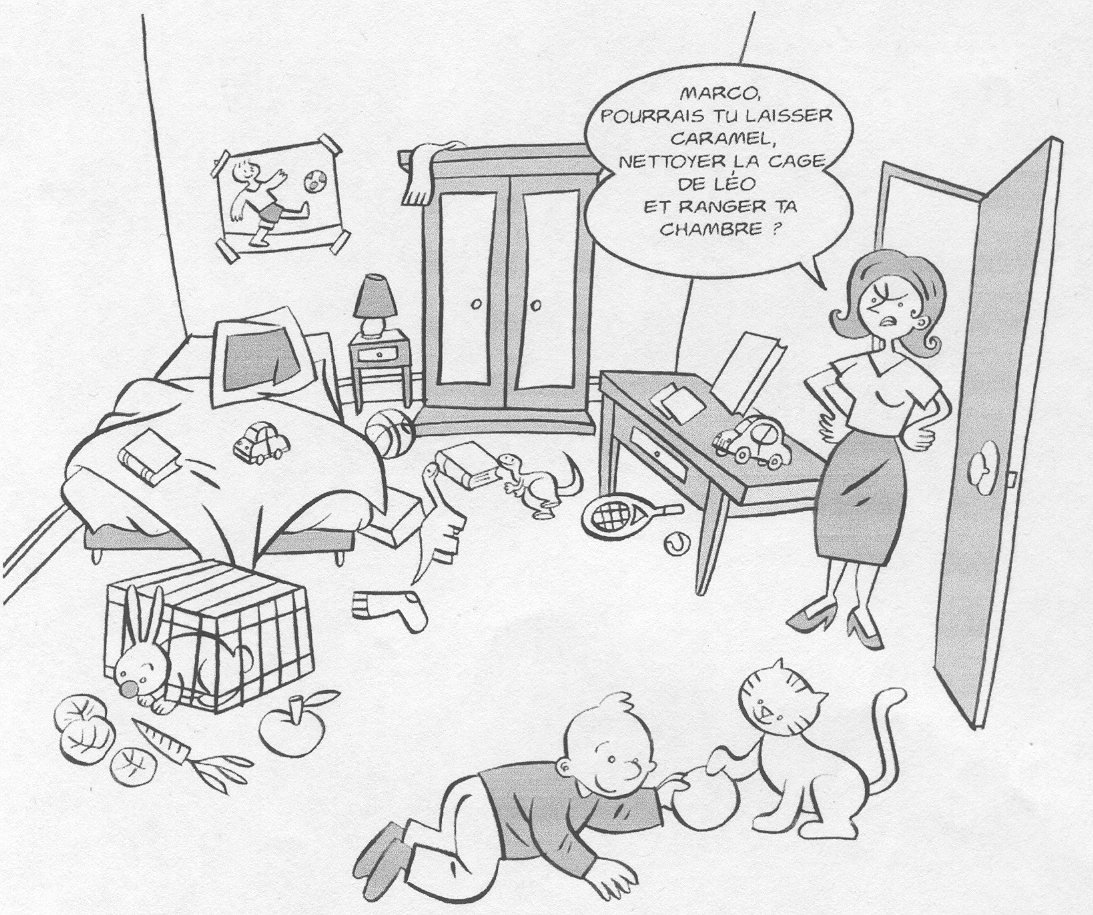 MARCO,
POURRAIS TU LAISSER
CARAMEL,
NETTOYER LA CAGE
DE LÉO
ET RANGER TA
CHAMBRE ?